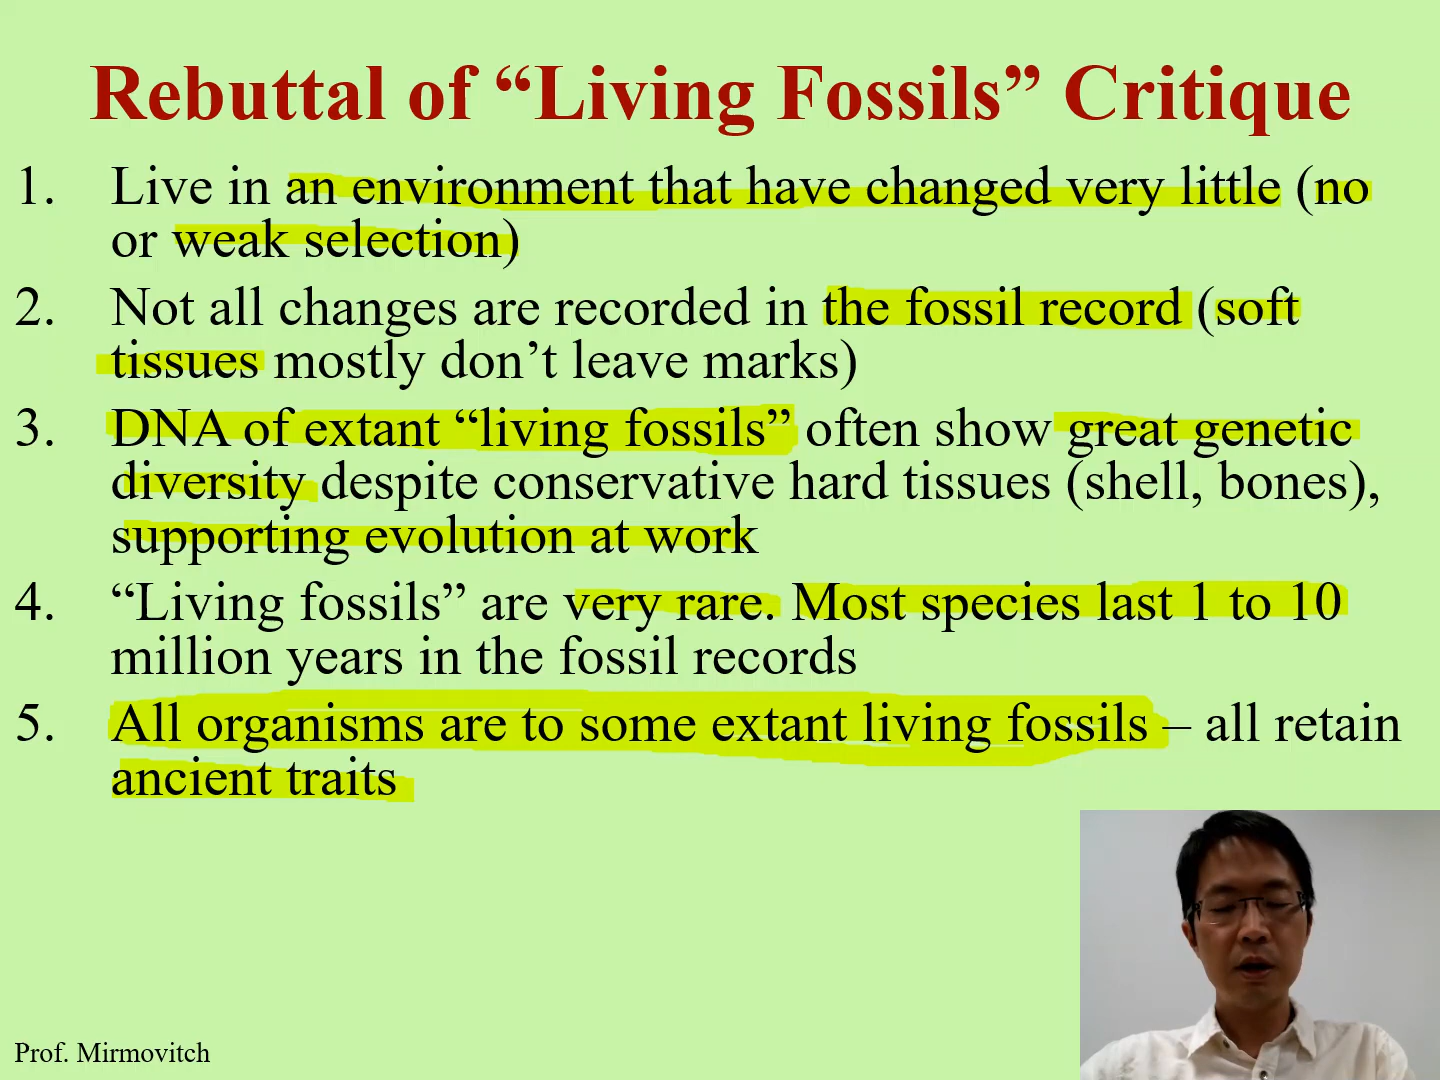 Rebuttal of “Living Fossils” Critique
1. Live in an environment that have changed very little (no
or weak selection)
2. Not all changes are recorded in the fossil record (soft
tissues mostly don’t leave marks)
3. DNA of extant “living fossils” often show great genetic
diversity despite conservative hard tissues (shell, bones),
supporting evolution at work
4. “Living fossils” are very rare. Most species last 1 to 10
million years in the fossil records
5. All organisms are to some extant living fossils – all retain
ancient traits
Prof. Mirmovitch